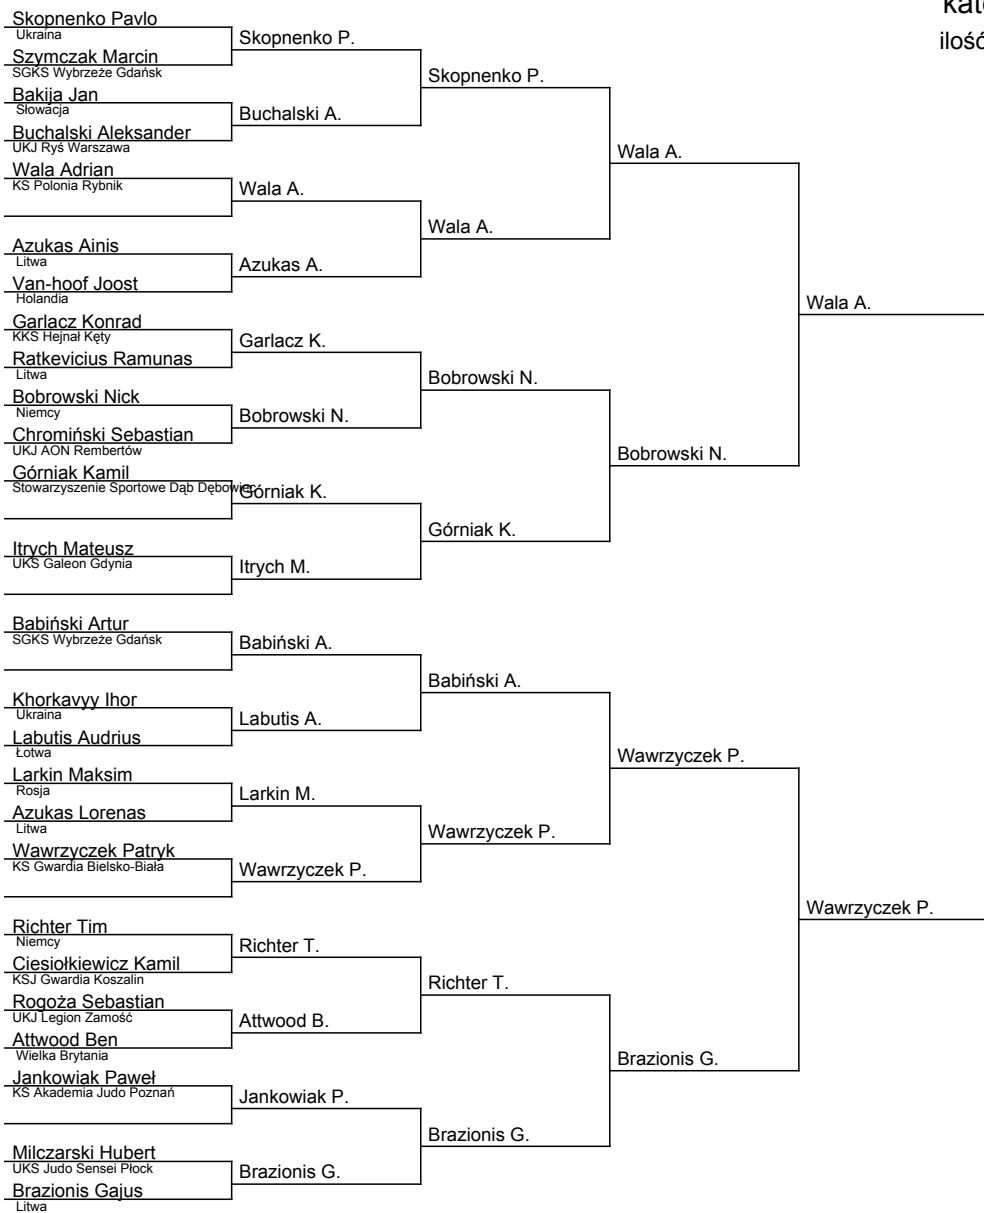 Skopnenko Pavlo
Ukraina
Szymczak Marcin
SGKS Wybrzeże Gdańsk
Bakija Jan
Słowacja
Buchalski Aleksander
UKJ Ryś Warszawa
Wala Adrian
KS Polonia Rybnik
Azukas Ainis
Litwa
Van-hoof Joost
Holandia
Garlacz Konrad
KKS Hejnał Kęty
Ratkevicius Ramunas
Litwa
Bobrowski Nick
Niemcy
Chromiński Sebastian
UKJ AON Rembertów
Górniak Kamil
Stowarzyszenie Sportowe Dąb Dębowiec
Itrych Mateusz
UKS Galeon Gdynia
Babiński Artur
SGKS Wybrzeże Gdańsk
Khorkavyy Ihor
Ukraina
Labutis Audrius
Łotwa
Larkin Maksim
Rosja
Azukas Lorenas
Litwa
Wawrzyczek Patryk
KS Gwardia Bielsko-Biała
Richter Tim
Niemcy
Ciesiołkiewicz Kamil
KSJ Gwardia Koszalin
Rogoża Sebastian
UKJ Legion Zamość
Attwood Ben
Wielka Brytania
Jankowiak Paweł
KS Akademia Judo Poznań
Milczarski Hubert
UKS Judo Sensei Płock
Brazionis Gajus
Litwa
Skopnenko P.
Buchalski A.
Wala A.
Azukas A.
Garlacz K.
Bobrowski N.
Górniak K.
Itrych M.
Babiński A.
Labutis A.
Larkin M.
Wawrzyczek P.
Richter T.
Attwood B.
Jankowiak P.
Brazionis G.
Skopnenko P.
Wala A.
Bobrowski N.
Górniak K.
Babiński A.
Wawrzyczek P.
Richter T.
Brazionis G.
Wala A.
Bobrowski N.
Wawrzyczek P.
Brazionis G.
Wala A.
Wawrzyczek P.
ilość